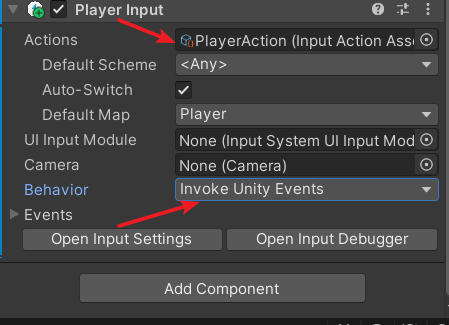 Player Input
Actions PlayerAction (Input Action Asse
Default Scheme <Any>
Auto-Switch
Default Map Player
UI Input Module None (Input System UI Input Mod
Camera None (Camera)
Behavior Invoke Unity Events
Events
Open Input Settings Open Input Debugger
Add Component